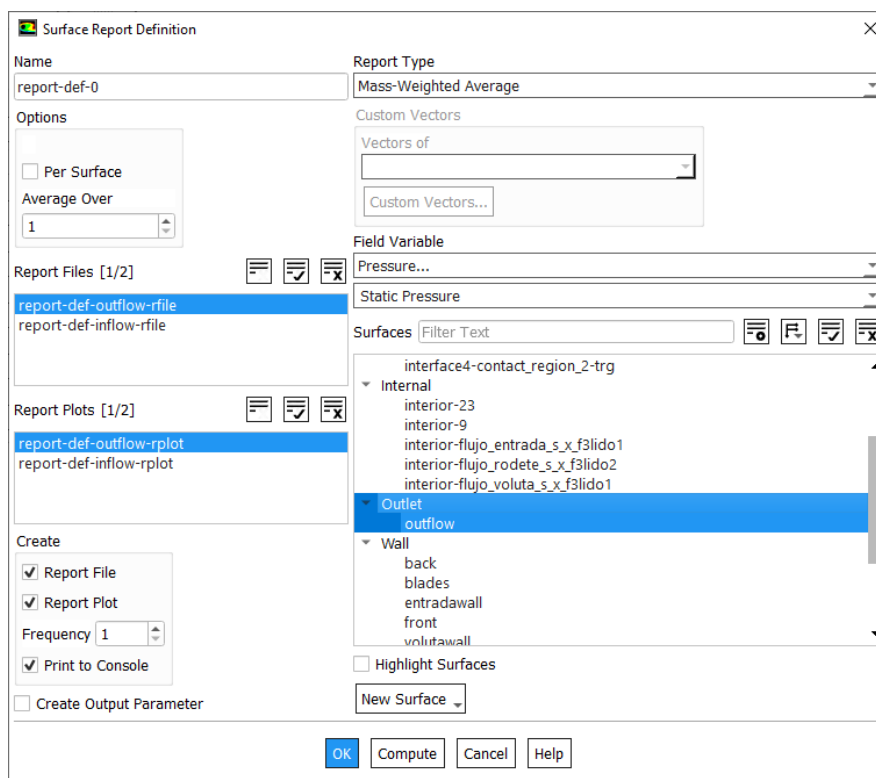 Surface Report Definition
Name
report-def-0
Options
Per Surface
Average Over
1
Report Files [1/2]
report-def-outflow-rfile
report-def-inflow-rfile
Report Plots [1/2]
report-def-outflow-rplot
report-def-inflow-rplot
Create
Report File
Report Plot
Frequency 1
Print to Console
Create Output Parameter
Report Type
Mass-Weighted Average
Custom Vectors
Vectors of
Custom Vectors...
Field Variable
Pressure...
Static Pressure
Surfaces Filter Text
interface4-contact_region_2-trg
Internal
interior-23
interior-9
interior-flujo_entrada_s_x_f3lido1
interior-flujo_rodete_s_x_f3lido2
interior-flujo_voluta_s_x_f3lido1
Outlet
outflow
Wall
back
blades
entradawall
front
volutawall
Highlight Surfaces
New Surface
OK Compute Cancel Help